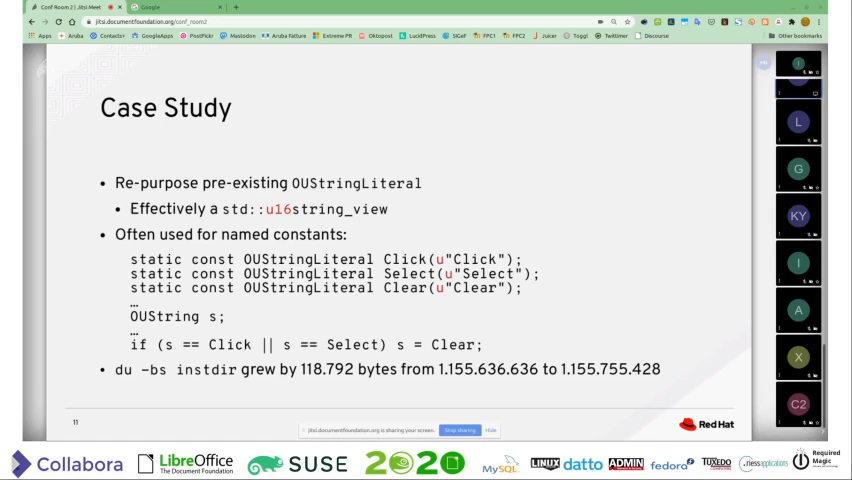 Conf Room 2 | Jitsi Meet
Google
jitsi.documentfoundation.org/conf_room2
Apps
Aruba
Contacts+
GoogleApps
PostPickr
Mastodon
Aruba Fatture
Extreme PR
Oktopost
LucidPress
SIGeF
FPC1
FPC2
Juker
Toggl
Twittimer
Discourse
Other bookmarks
Case Study
• Re-purpose pre-existing OUStringLiteral
• Effectively a std::u16string_view
• Often used for named constants:
static const OUStringLiteral Click(u"Click");
static const OUStringLiteral Select(u"Select");
static const OUStringLiteral Clear(u"Clear");
…
OUString s;
…
if (s == Click || s == Select) s = Clear;
• du -bs instdir grew by 118.792 bytes from 1.155.636.636 to 1.155.755.428
11
Red Hat
jitsi.documentfoundation.org is sharing your screen.
Stop sharing
Hide
I
L
G
KY
I
A
X
C2
Collabora
LibreOffice
The Document Foundation
SUSE
2020
MySQL
LINUX
datto
ADMIN
fedora
TUXEDO
riessapplications
Required
Magic